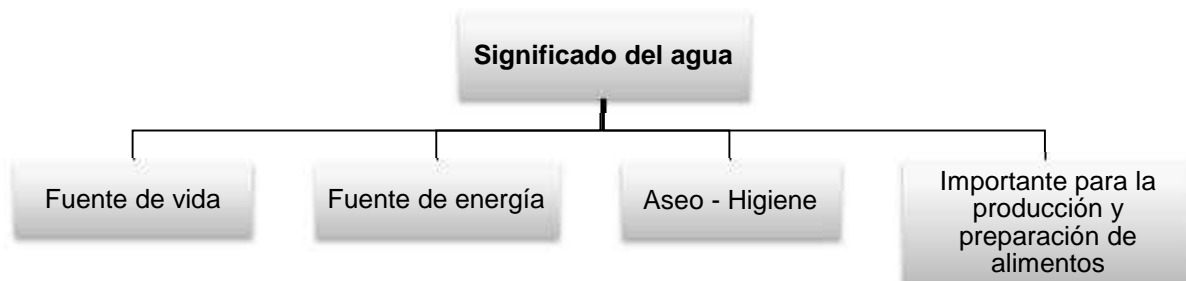 Significado del agua
Fuente de vida
Fuente de energía
Aseo - Higiene
Importante para la
producción y
preparación de
alimentos